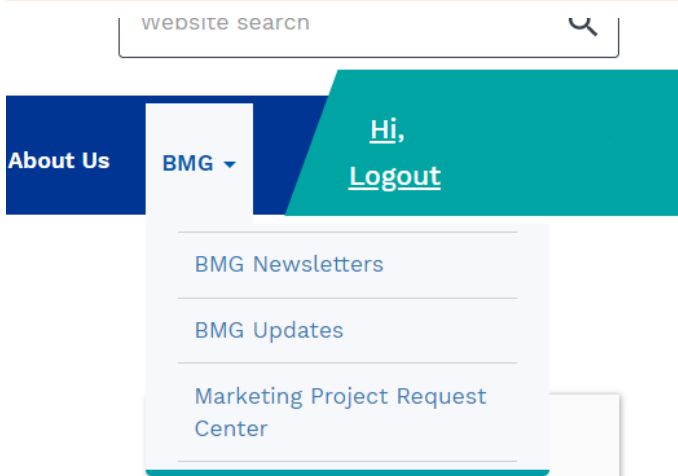 Website search
About Us
BMG
Hi,
Logout
BMG Newsletters
BMG Updates
Marketing Project Request
Center